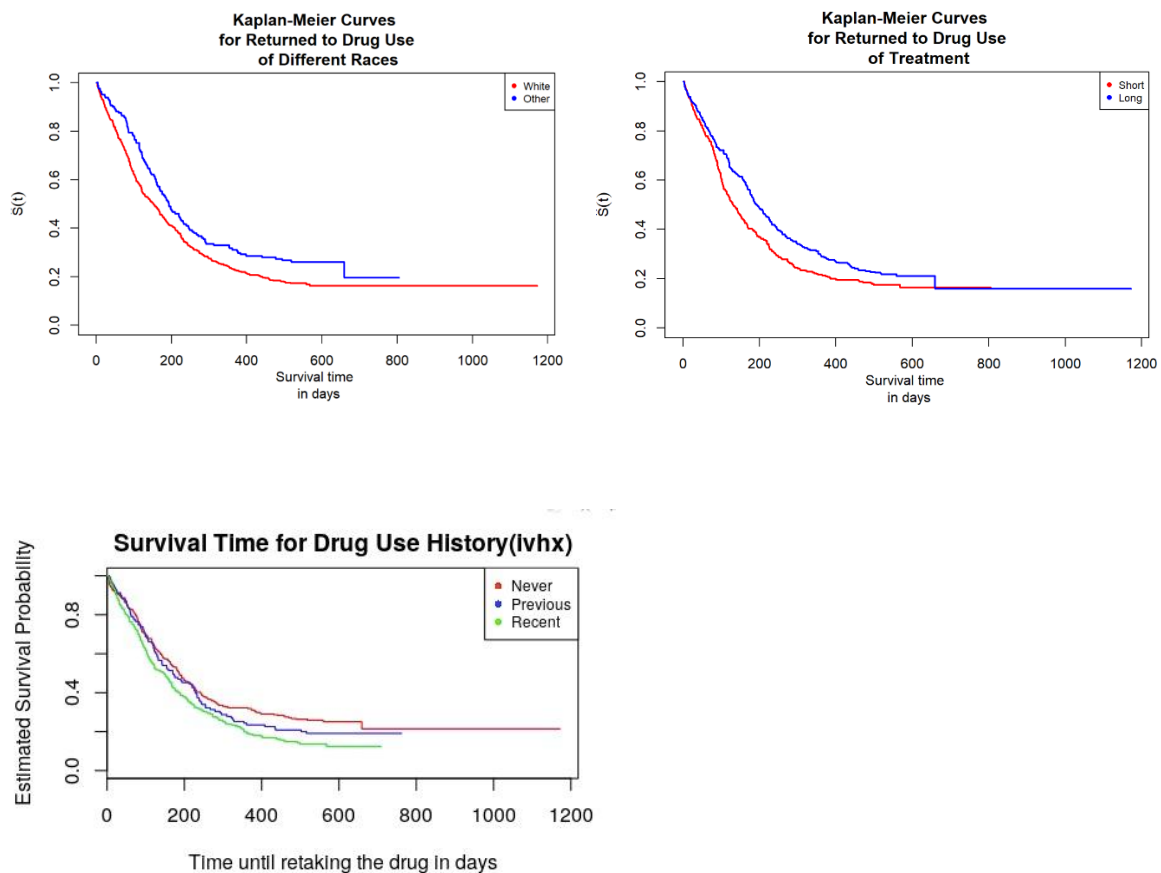 Kaplan-Meier Curves
for Returned to Drug Use
of Different Races
White
Other
Ŝ(t)
1.0
0.8
0.6
0.4
0.2
0.0
0 200 400 600 800 1000 1200
Survival time
in days
Kaplan-Meier Curves
for Returned to Drug Use
of Treatment
Short
Long
Ŝ(t)
1.0
0.8
0.6
0.4
0.2
0.0
0 200 400 600 800 1000 1200
Survival time
in days
Survival Time for Drug Use History(ivhx)
Never
Previous
Recent
Estimated Survival Probability
0.8
0.4
0.0
0 200 400 600 800 1000 1200
Time until retaking the drug in days